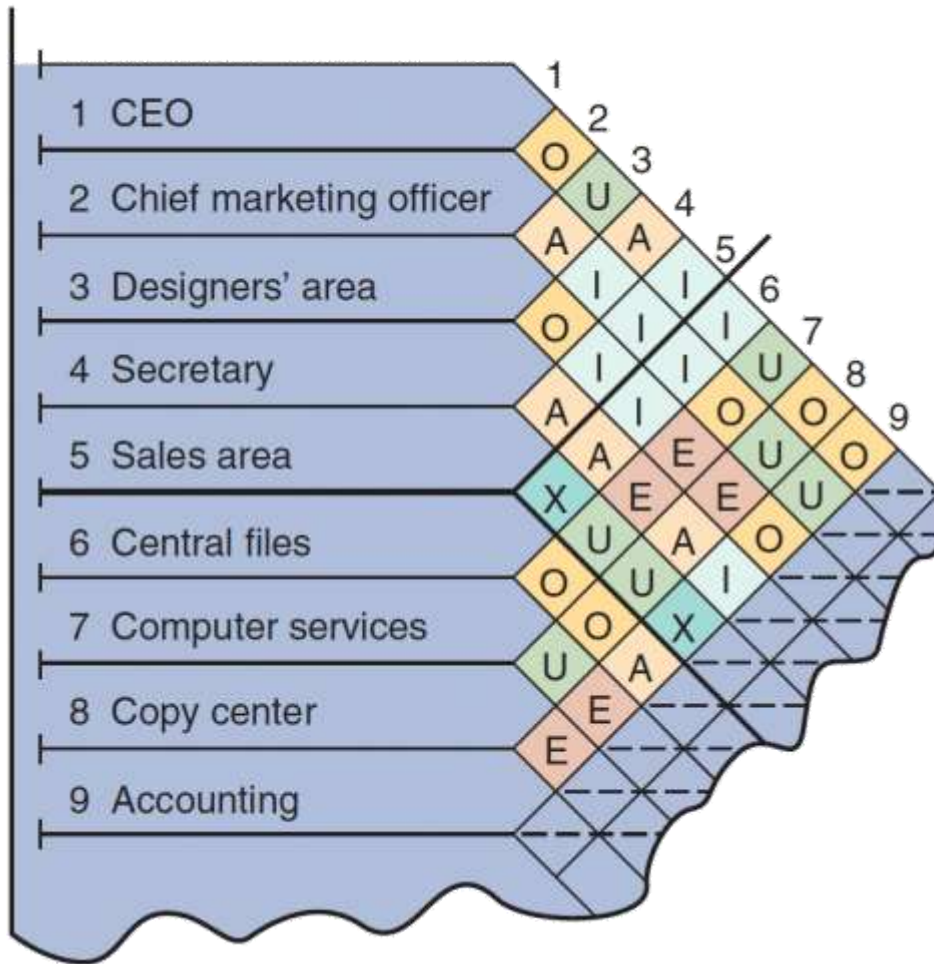 1
1 CEO 2
O 3
2 Chief marketing officer U 4
A A 5
3 Designers' area I I 6
O I I 7
4 Secretary I I U 8
A I O O 9
5 Sales area A E U O
X E E U
6 Central files U A O
O U I
7 Computer services O X
U A
8 Copy center E
E
9 Accounting